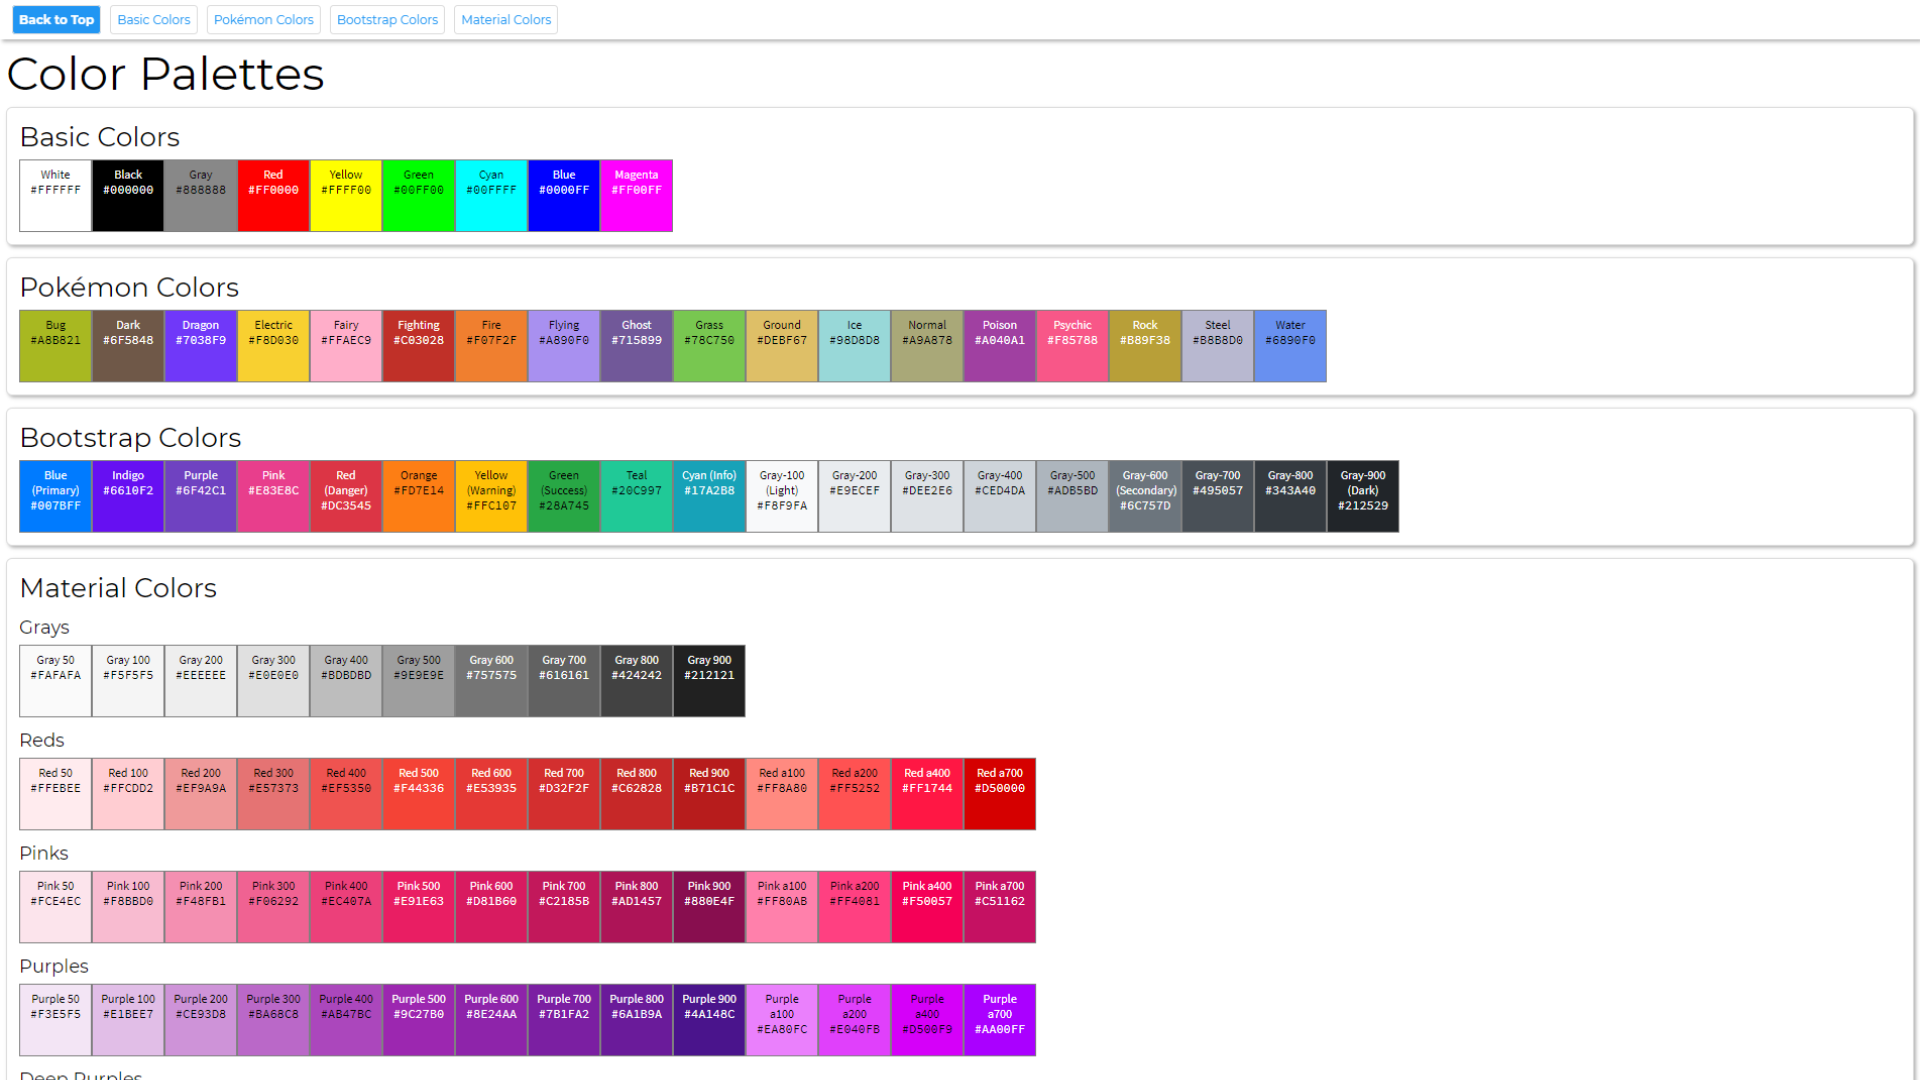 Back to Top Basic Colors Pokémon Colors Bootstrap Colors Material Colors
Color Palettes
Basic Colors
White Black Gray Red Yellow Green Cyan Blue Magenta
#FFFFFF #000000 #888888 #FF0000 #FFFF00 #00FF00 #00FFFF #0000FF #FF00FF
Pokémon Colors
Bug Dark Dragon Electric Fairy Fighting Fire Flying Ghost Grass Ground Ice Normal Poison Psychic Rock Steel Water
#A8B821 #6F5848 #7038F9 #F8D030 #FFAEC9 #C03028 #F07F2F #A890F0 #715899 #78C750 #DEBF67 #98D8D8 #A9A878 #A040A1 #F85788 #B89F38 #B8B8D0 #6890F0
Bootstrap Colors
Blue Indigo Purple Pink Red Orange Yellow Green Teal Cyan (Info) Gray-100 Gray-200 Gray-300 Gray-400 Gray-500 Gray-600 Gray-700 Gray-800 Gray-900
(Primary) #6610F2 #6F42C1 #E83E8C (Danger) #FD7E14 (Warning) (Success) #20C997 #17A2B8 (Light) #E9ECEF #DEE2E6 #CED4DA #ADB5BD (Secondary) #495057 #343A40 (Dark)
#007BFF #DC3545 #FFC107 #28A745 #F8F9FA #6C757D #212529
Material Colors
Grays
Gray 50 Gray 100 Gray 200 Gray 300 Gray 400 Gray 500 Gray 600 Gray 700 Gray 800 Gray 900
#FAFAFA #F5F5F5 #EEEEEE #E0E0E0 #BDBDBD #9E9E9E #757575 #616161 #424242 #212121
Reds
Red 50 Red 100 Red 200 Red 300 Red 400 Red 500 Red 600 Red 700 Red 800 Red 900 Red a100 Red a200 Red a400 Red a700
#FFEBEE #FFCDD2 #EF9A9A #E57373 #EF5350 #F44336 #E53935 #D32F2F #C62828 #B71C1C #FF8A80 #FF5252 #FF1744 #D50000
Pinks
Pink 50 Pink 100 Pink 200 Pink 300 Pink 400 Pink 500 Pink 600 Pink 700 Pink 800 Pink 900 Pink a100 Pink a200 Pink a400 Pink a700
#FCE4EC #F8BBD0 #F48FB1 #F06292 #EC407A #E91E63 #D81B60 #C2185B #AD1457 #880E4F #FF80AB #FF4081 #F50057 #C51162
Purples
Purple 50 Purple 100 Purple 200 Purple 300 Purple 400 Purple 500 Purple 600 Purple 700 Purple 800 Purple 900 Purple Purple Purple Purple
#F3E5F5 #E1BEE7 #CE93D8 #BA68C8 #AB47BC #9C27B0 #8E24AA #7B1FA2 #6A1B9A #4A148C a100 a200 a400 a700
#EA80FC #E040FB #D500F9 #AA00FF
Deep Purples